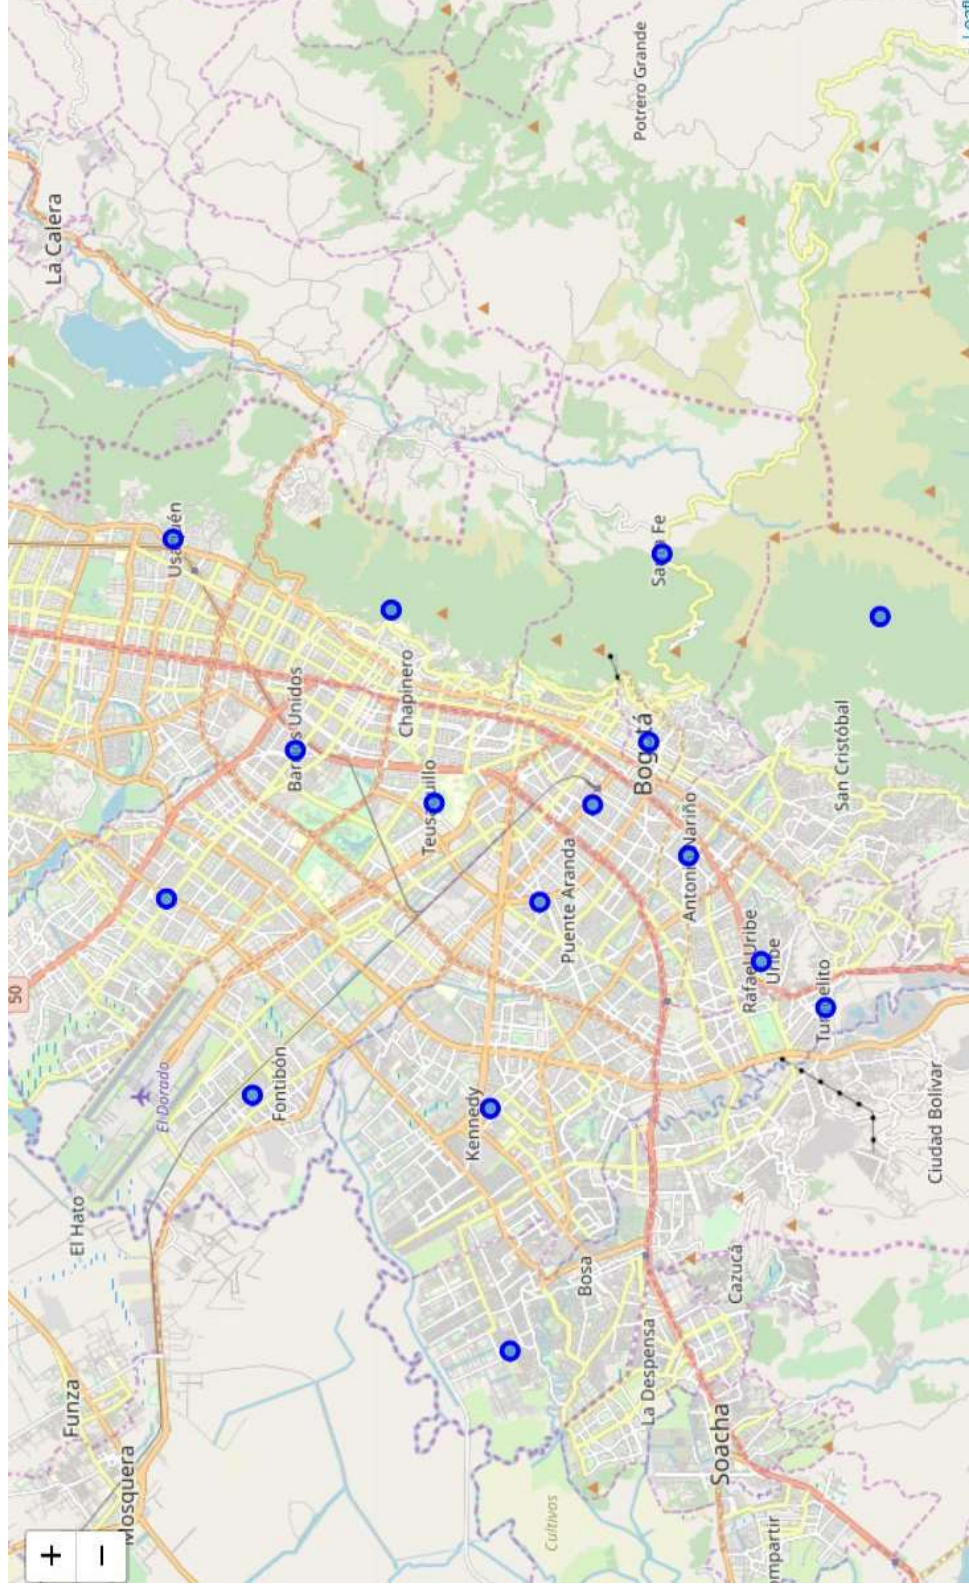 La Calera
Potrero Grande
Usaquén
Santa Fe
Barrios Unidos
Chapinero
Teusaquillo
Bogotá
San Cristóbal
Antonio Nariño
Puente Aranda
Rafael Uribe
Uribe
Tunjuelito
50
El Dorado
Fontibón
Kennedy
Ciudad Bolívar
El Hato
Bosa
Cazucá
La Despensa
Funza
Mosquera
Soacha
Cultivos
ompartir
+
−
Leafl